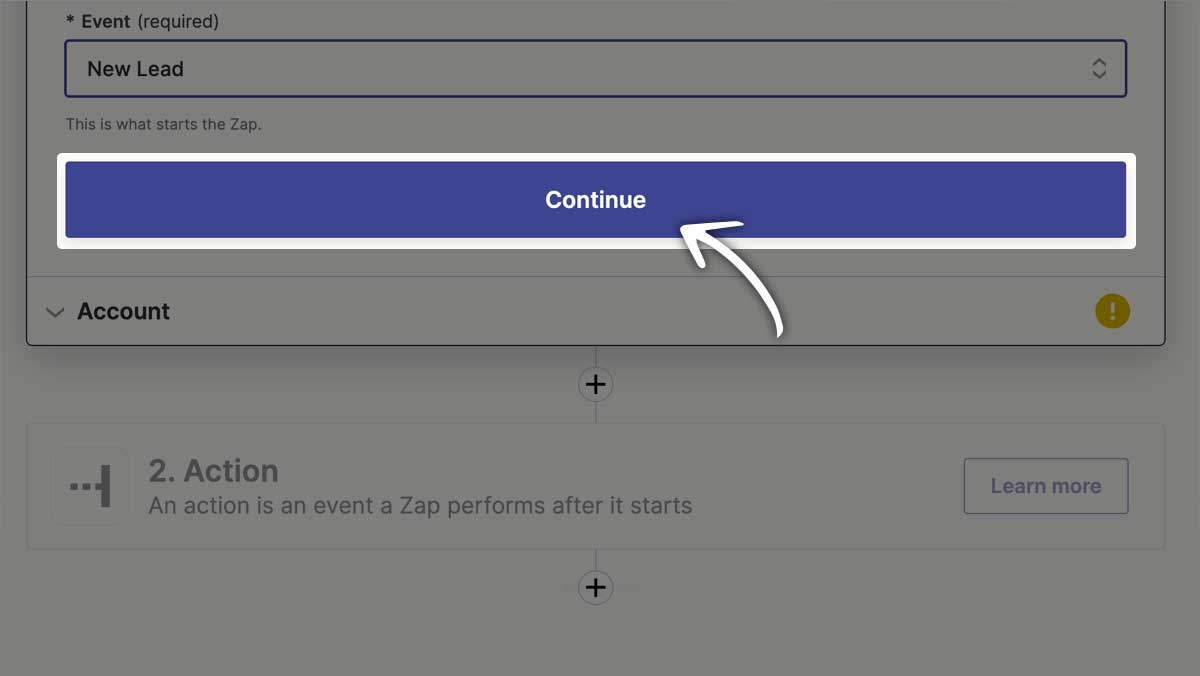 * Event (required)
New Lead
This is what starts the Zap.
Continue
Account
2. Action
An action is an event a Zap performs after it starts
Learn more